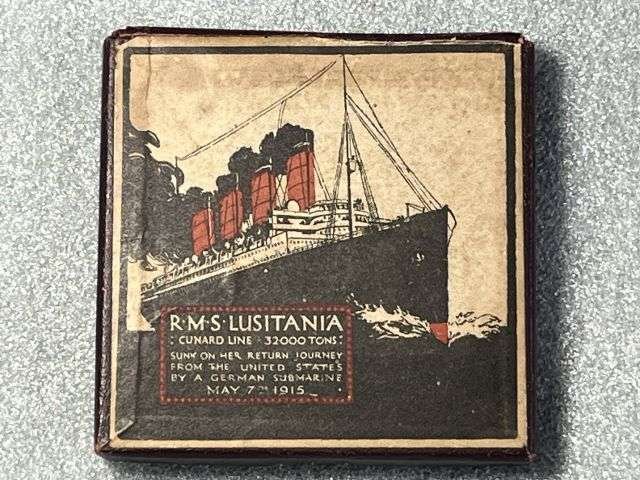 R·M·S·LUSITANIA
: CUNARD LINE · 32000 TONS :
SUNK ON HER RETURN JOURNEY
FROM THE UNITED STATES
BY A GERMAN SUBMARINE
MAY 7TH 1915